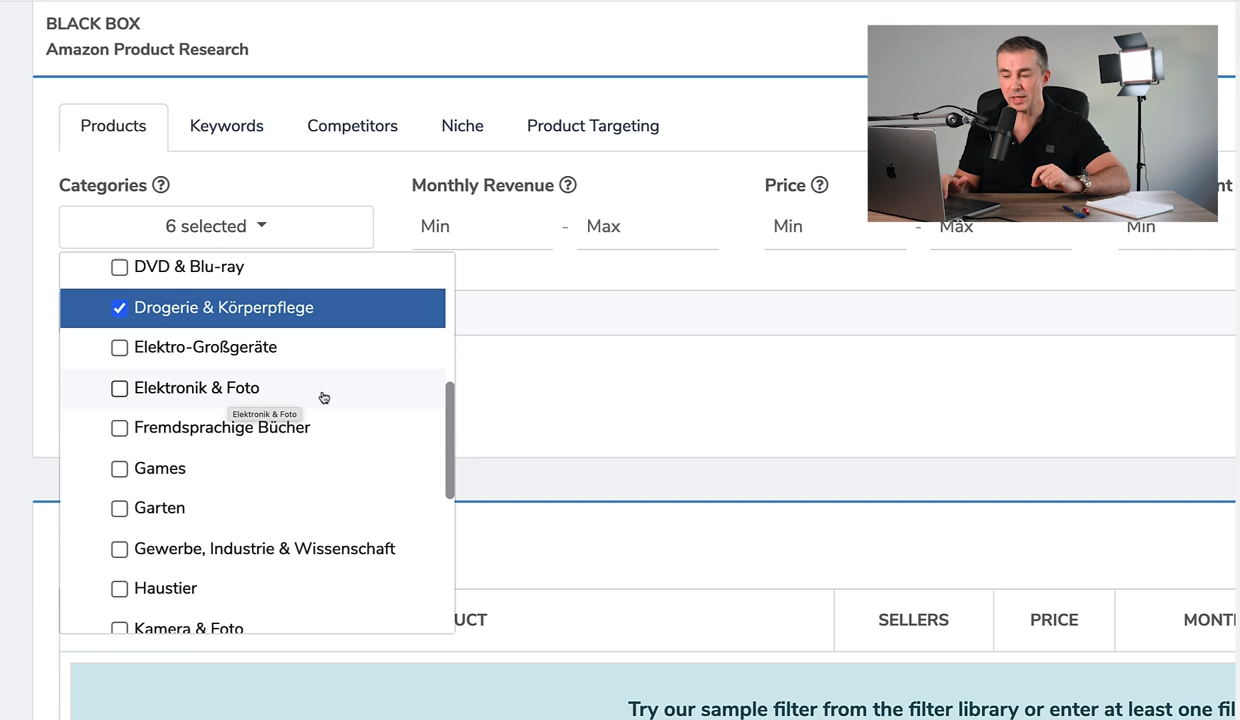 BLACK BOX
Amazon Product Research
Products Keywords Competitors Niche Product Targeting
Categories Monthly Revenue Price
6 selected Min - Max Min - Max Min
DVD & Blu-ray
Drogerie & Körperpflege
Elektro-Großgeräte
Elektronik & Foto
Elektronik & Foto
Fremdsprachige Bücher
Games
Garten
Gewerbe, Industrie & Wissenschaft
Haustier
Kamera & Foto
SELLERS PRICE
Try our sample filter from the filter library or enter at least one